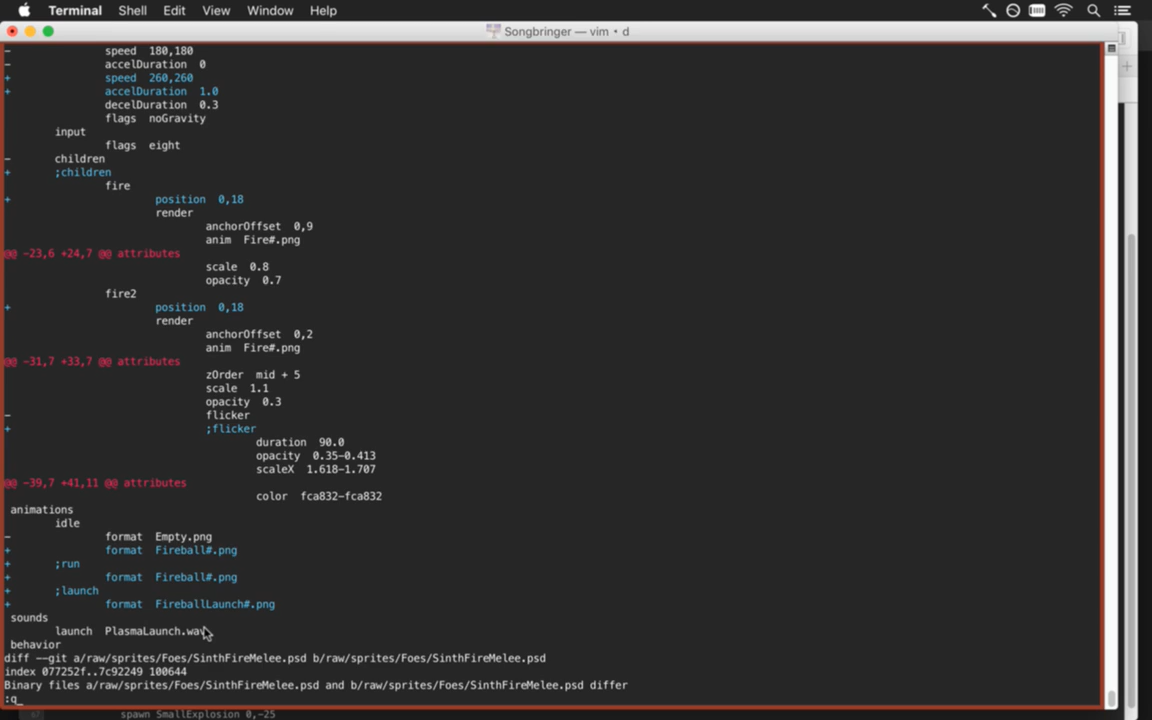 Terminal Shell Edit View Window Help
Songbringer — vim • d
- speed 180,180
- accelDuration 0
+ speed 260,260
+ accelDuration 1.0
decelDuration 0.3
flags noGravity
input
flags eight
- children
+ ;children
fire
+ position 0,18
render
anchorOffset 0,9
anim Fire#.png
@@ -23,6 +24,7 @@ attributes
scale 0.8
opacity 0.7
fire2
+ position 0,18
render
anchorOffset 0,2
anim Fire#.png
@@ -31,7 +33,7 @@ attributes
zOrder mid + 5
scale 1.1
opacity 0.3
- flicker
+ ;flicker
duration 90.0
opacity 0.35-0.413
scaleX 1.618-1.707
@@ -39,7 +41,11 @@ attributes
color fca832-fca832
animations
idle
- format Empty.png
+ format Fireball#.png
+ ;run
+ format Fireball#.png
+ ;launch
+ format FireballLaunch#.png
sounds
launch PlasmaLaunch.wav
behavior
diff --git a/raw/sprites/Foes/SinthFireMelee.psd b/raw/sprites/Foes/SinthFireMelee.psd
index 077252f..7c92249 100644
Binary files a/raw/sprites/Foes/SinthFireMelee.psd and b/raw/sprites/Foes/SinthFireMelee.psd differ
:q_
spawn SmallExplosion 0,-25